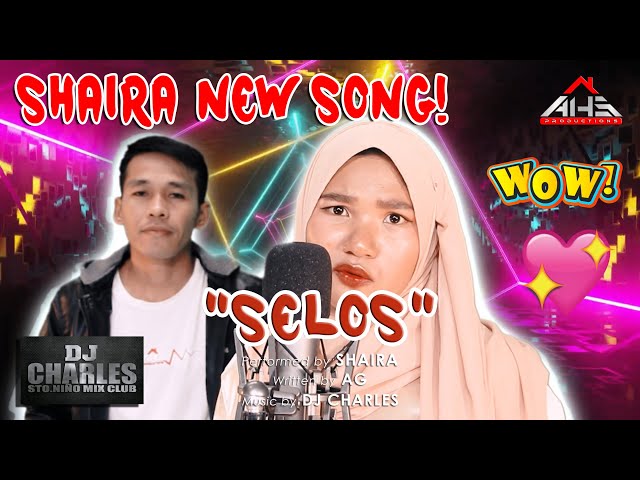 SHAIRA NEW SONG!
AHS
PRODUCTIONS
WOW!
"SELOS"
Performed by SHAIRA
Written by AG
Music by DJ CHARLES
DJ
CHARLES
STO.NIÑO MIX CLUB